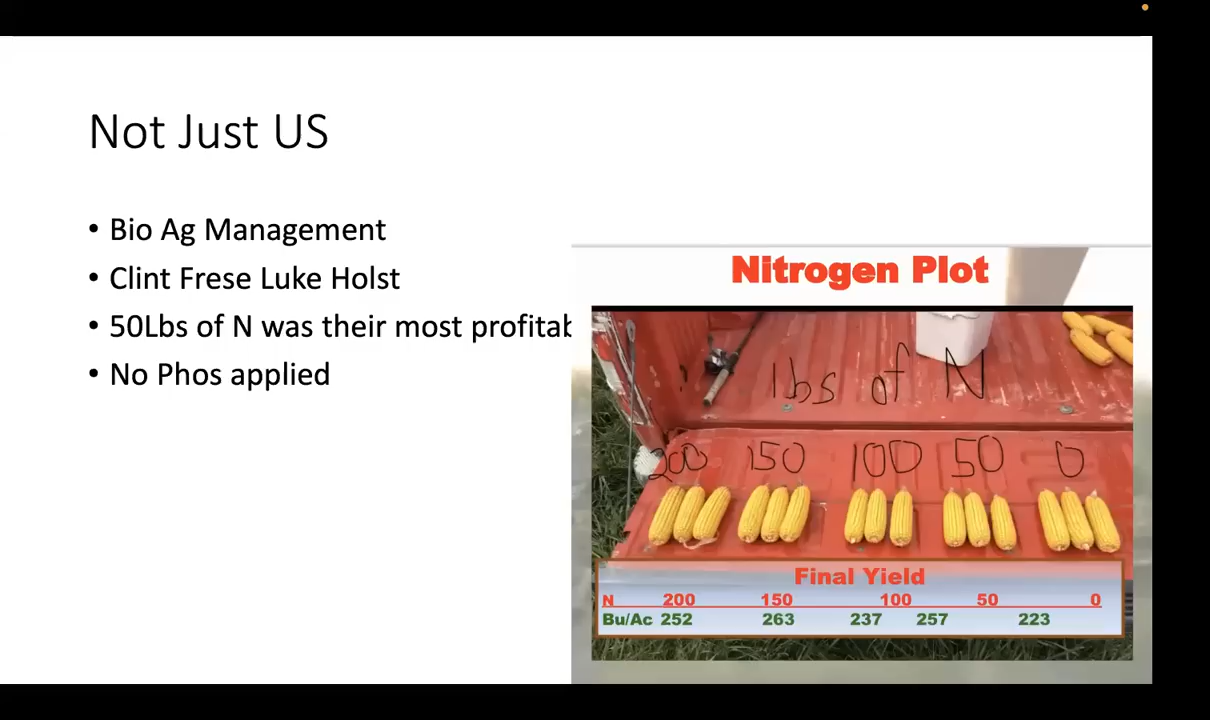 Not Just US
• Bio Ag Management
• Clint Frese Luke Holst
• 50Lbs of N was their most profitab
• No Phos applied
Nitrogen Plot
lbs of N
200 150 100 50 0
Final Yield
N 200 150 100 50 0
Bu/Ac 252 263 237 257 223